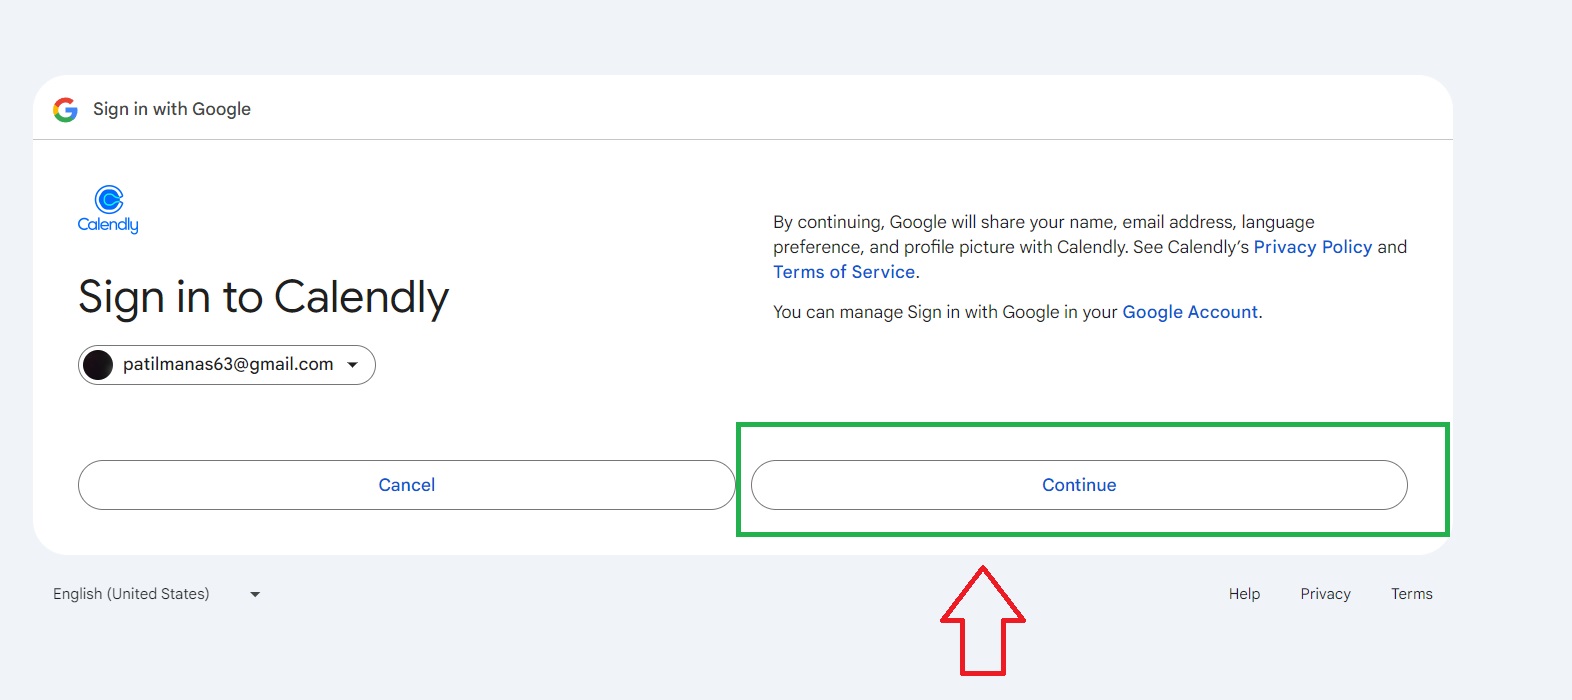 Sign in with Google
Calendly
Sign in to Calendly
patilmanas63@gmail.com
By continuing, Google will share your name, email address, language
preference, and profile picture with Calendly. See Calendly’s Privacy Policy and
Terms of Service.
You can manage Sign in with Google in your Google Account.
Cancel
Continue
English (United States)
Help
Privacy
Terms